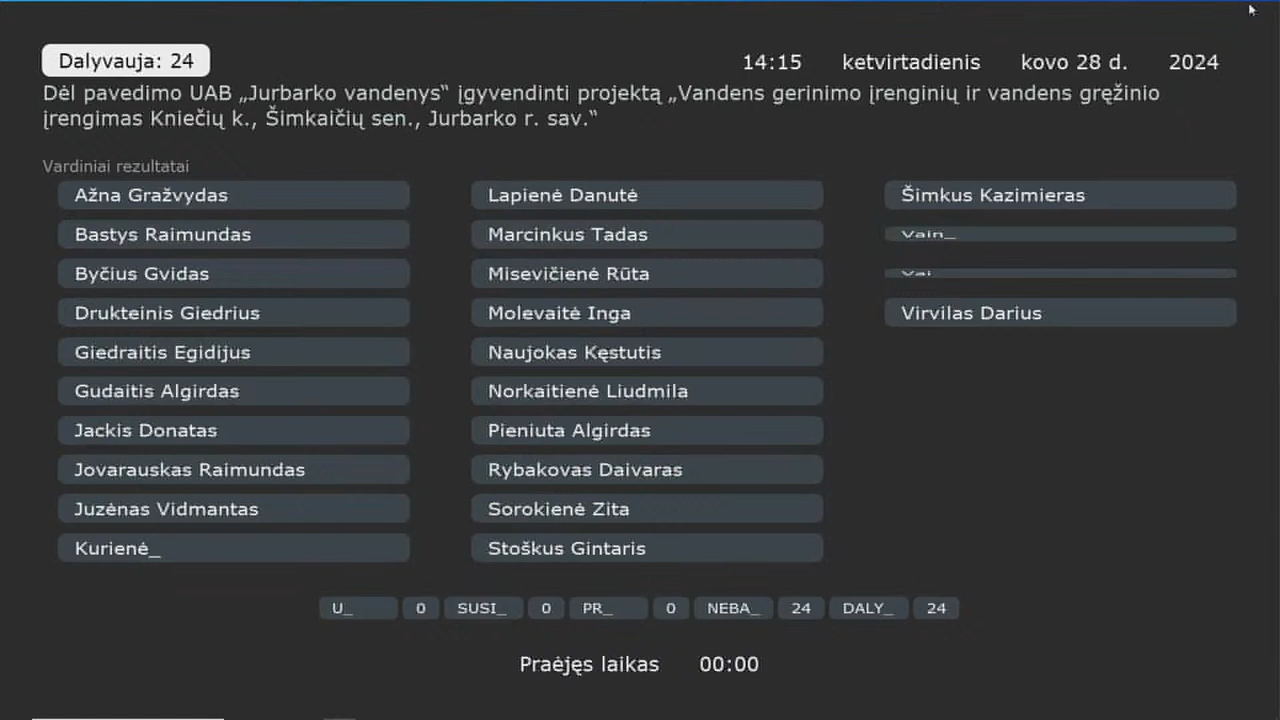 Dalyvauja: 24
14:15 ketvirtadienis kovo 28 d. 2024
Dėl pavedimo UAB „Jurbarko vandenys“ įgyvendinti projektą „Vandens gerinimo įrenginių ir vandens gręžinio
įrengimas Kniečių k., Šimkaičių sen., Jurbarko r. sav.“
Vardiniai rezultatai
Ažna Gražvydas
Bastys Raimundas
Byčius Gvidas
Drukteinis Giedrius
Giedraitis Egidijus
Gudaitis Algirdas
Jackis Donatas
Jovarauskas Raimundas
Juzėnas Vidmantas
Kurienė_
Lapienė Danutė
Marcinkus Tadas
Misevičienė Rūta
Molevaitė Inga
Naujokas Kęstutis
Norkaitienė Liudmila
Pieniuta Algirdas
Rybakovas Daivaras
Sorokienė Zita
Stoškus Gintaris
Šimkus Kazimieras
Virvilas Darius
U_ 0 SUSI_ 0 PR_ 0 NEBA_ 24 DALY_ 24
Praėjęs laikas 00:00